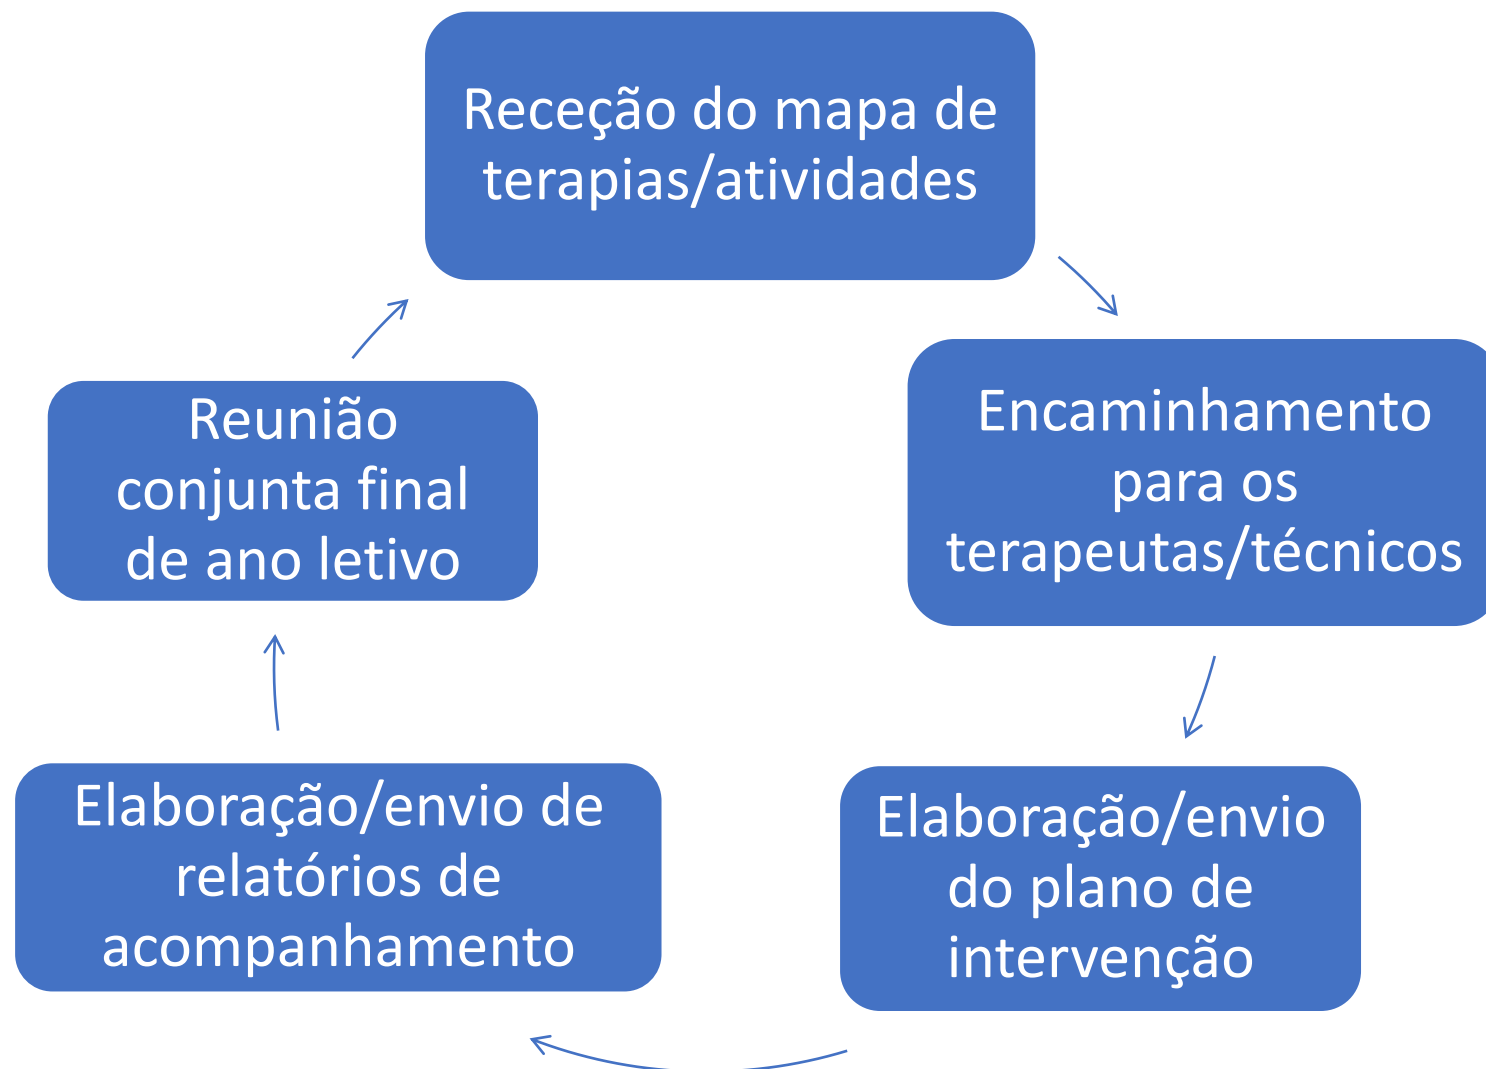 Receção do mapa de
terapias/atividades
Encaminhamento
para os
terapeutas/técnicos
Elaboração/envio
do plano de
intervenção
Elaboração/envio de
relatórios de
acompanhamento
Reunião
conjunta final
de ano letivo